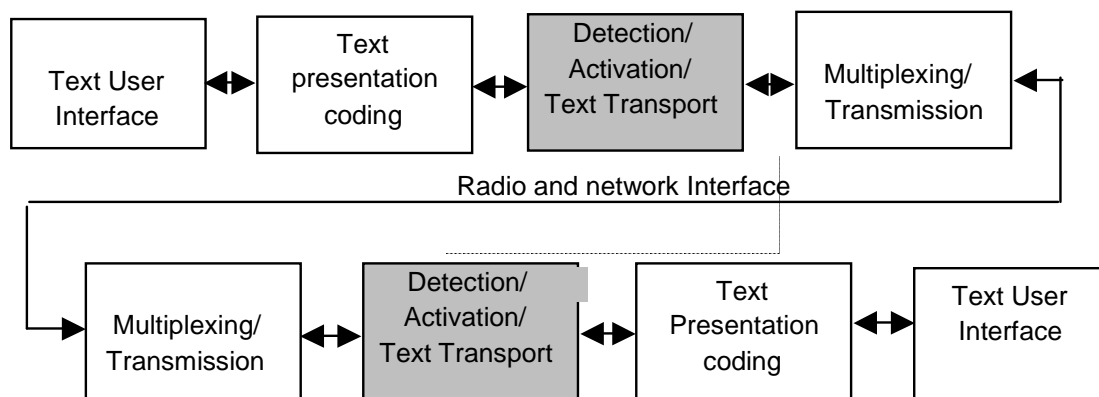 Text User
Interface
Text
presentation
coding
Detection/
Activation/
Text Transport
Multiplexing/
Transmission
Radio and network Interface
Multiplexing/
Transmission
Detection/
Activation/
Text Transport
Text
Presentation
coding
Text User
Interface